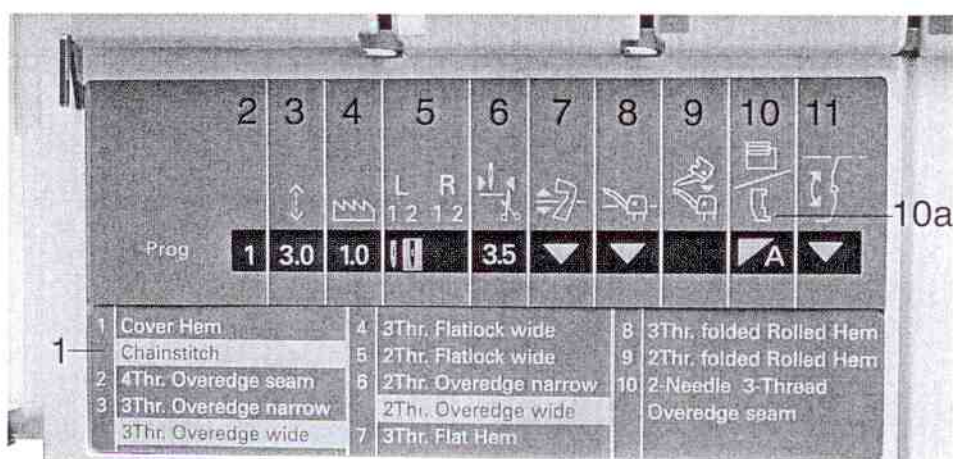 2 3 4 5 6 7 8 9 10 11
L R
1 2 1 2
10a
Prog 1 3.0 1.0 3.5 A
1
1 Cover Hem
Chainstitch
2 4Thr. Overedge seam
3 3Thr. Overedge narrow
3Thr. Overedge wide
4 3Thr. Flatlock wide
5 2Thr. Flatlock wide
6 2Thr. Overedge narrow
2Thr. Overedge wide
7 3Thr. Flat Hem
8 3Thr. folded Rolled Hem
9 2Thr. folded Rolled Hem
10 2-Needle 3-Thread
Overedge seam